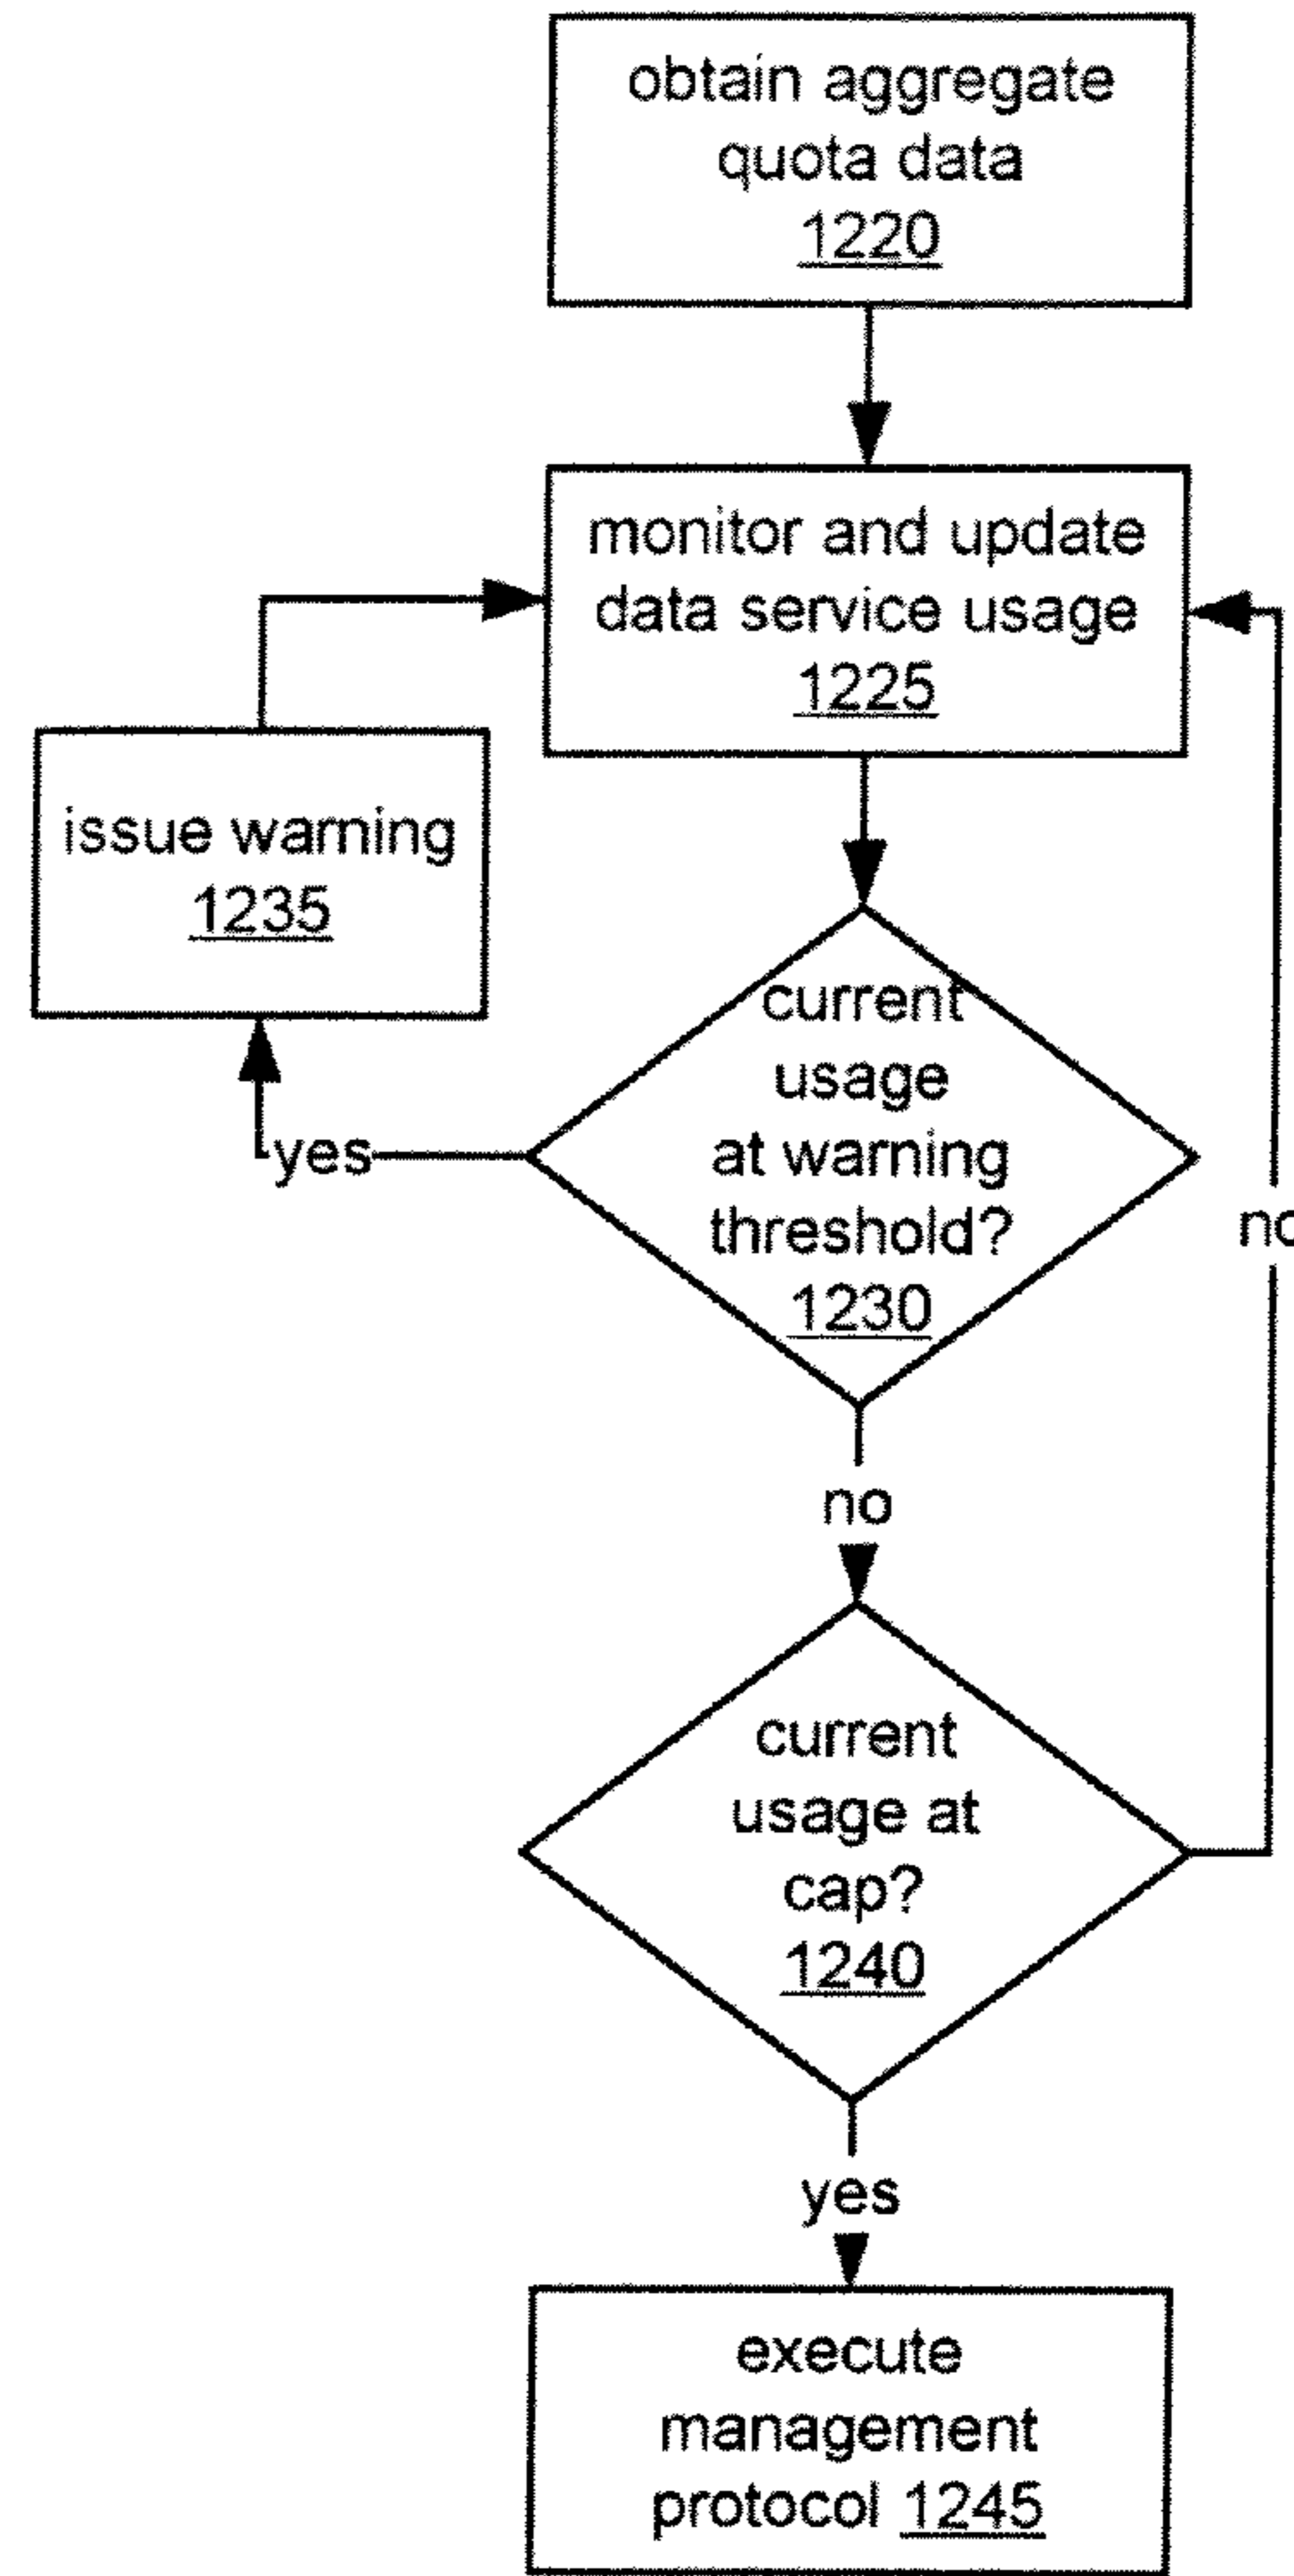 obtain aggregate
quota data
1220
monitor and update
data service usage
1225
issue warning
1235
current
usage
at warning
threshold?
1230
yes
no
no
current
usage at
cap?
1240
yes
execute
management
protocol 1245